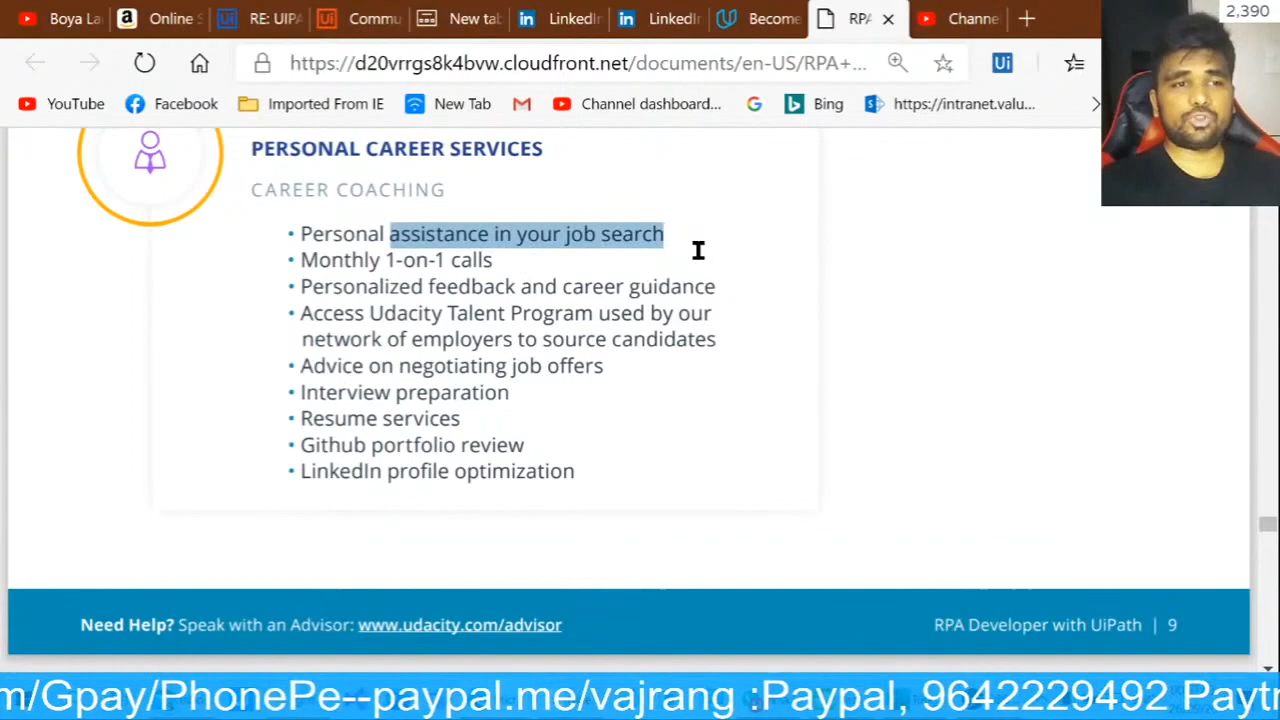 Boya La
Online S
RE: UIPA
Commu
New tab
LinkedIn
LinkedIn
Become
RPA
Channe
2,390
https://d20vrrgs8k4bvw.cloudfront.net/documents/en-US/RPA+...
YouTube
Facebook
Imported From IE
New Tab
Channel dashboard...
Bing
https://intranet.valu...
PERSONAL CAREER SERVICES
CAREER COACHING
• Personal assistance in your job search
• Monthly 1-on-1 calls
• Personalized feedback and career guidance
• Access Udacity Talent Program used by our
network of employers to source candidates
• Advice on negotiating job offers
• Interview preparation
• Resume services
• Github portfolio review
• LinkedIn profile optimization
Need Help? Speak with an Advisor: www.udacity.com/advisor
RPA Developer with UiPath | 9
m/Gpay/PhonePe--paypal.me/vajrang :Paypal, 9642229492 Paytr